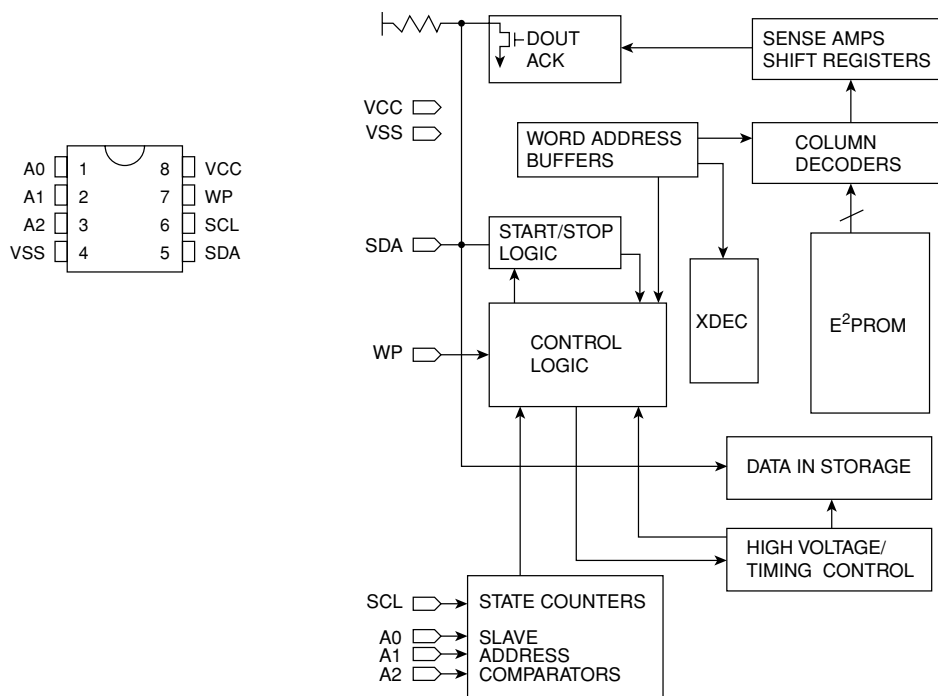 A0 1 8 VCC
A1 2 7 WP
A2 3 6 SCL
VSS 4 5 SDA
DOUT
ACK
SENSE AMPS
SHIFT REGISTERS
VCC
VSS
WORD ADDRESS
BUFFERS
COLUMN
DECODERS
SDA
START/STOP
LOGIC
XDEC
E²PROM
WP
CONTROL
LOGIC
DATA IN STORAGE
HIGH VOLTAGE/
TIMING CONTROL
SCL
STATE COUNTERS
A0
SLAVE
A1
ADDRESS
A2
COMPARATORS